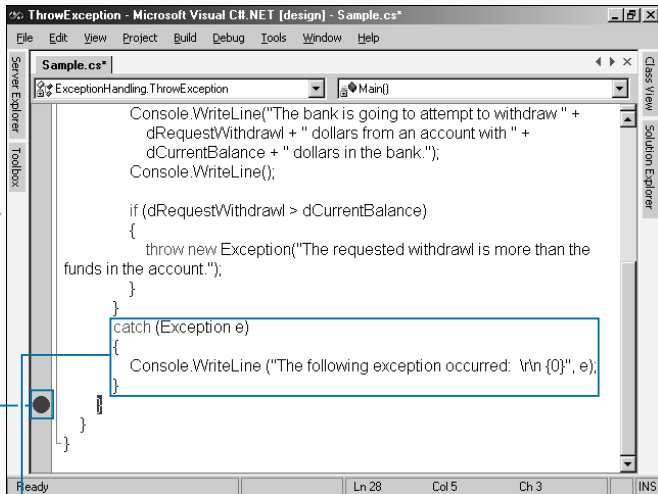 ThrowException - Microsoft Visual C#.NET [design] - Sample.cs*
File Edit View Project Build Debug Tools Window Help
Server Explorer
Toolbox
Sample.cs*
Class View
Solution Explorer
ExceptionHandling.ThrowException
Main()
Console.WriteLine("The bank is going to attempt to withdraw " +
dRequestWithdrawl + " dollars from an account with " +
dCurrentBalance + " dollars in the bank.");
Console.WriteLine();
if (dRequestWithdrawl > dCurrentBalance)
{
throw new Exception("The requested withdrawl is more than the
funds in the account.");
}
}
catch (Exception e)
{
Console.WriteLine ("The following exception occurred:  \r\n {0}", e);
}
}
}
}
Ready Ln 28 Col 5 Ch 3 INS